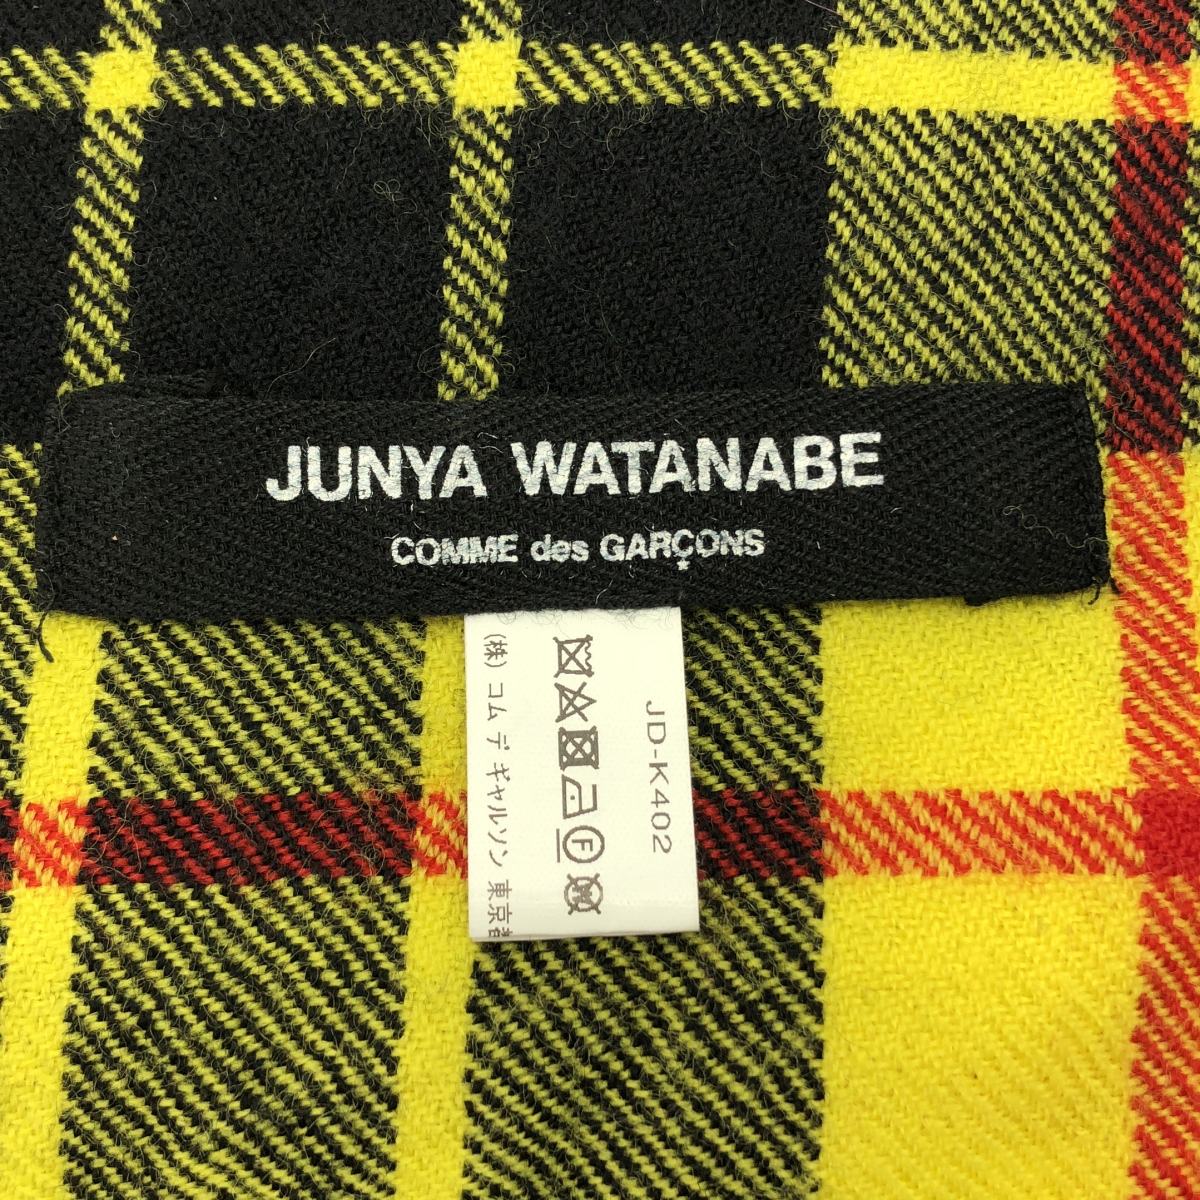 JUNYA WATANABE
COMME des GARÇONS
JD-K402
(株) コム デ ギャルソン 東京